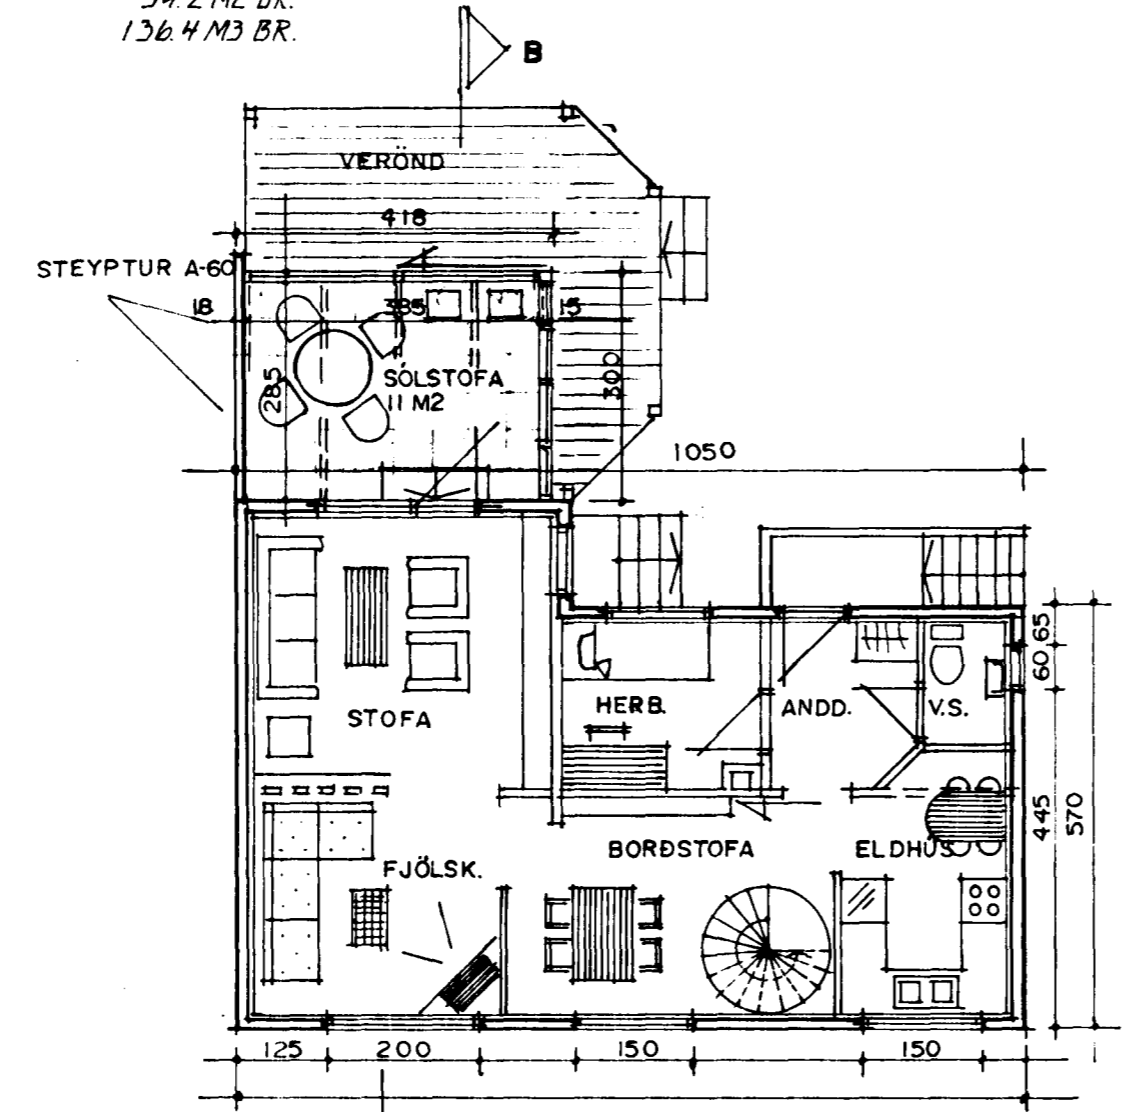 136.4 M3 BR.
B
VERÖND
418
STEYPTUR A-60
18
385
15
SÓLSTOFA
11 M2
285
300
1050
STOFA
HERB.
ANDD.
V.S.
60 65
FJÖLSK.
BORÐSTOFA
ELDHÚS
445
570
125
200
150
150